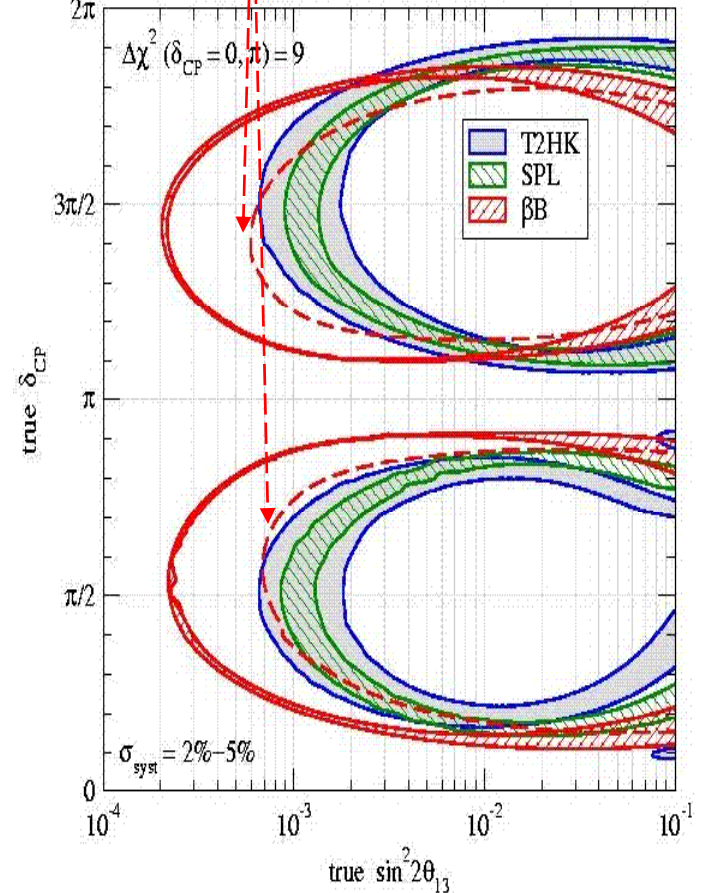 2π
Δχ² (δCP = 0, π) = 9
T2HK
SPL
βB
3π/2
true δCP
π
π/2
σsyst = 2%−5%
0
10⁻⁴
10⁻³
10⁻²
10⁻¹
true sin²2θ₁₃